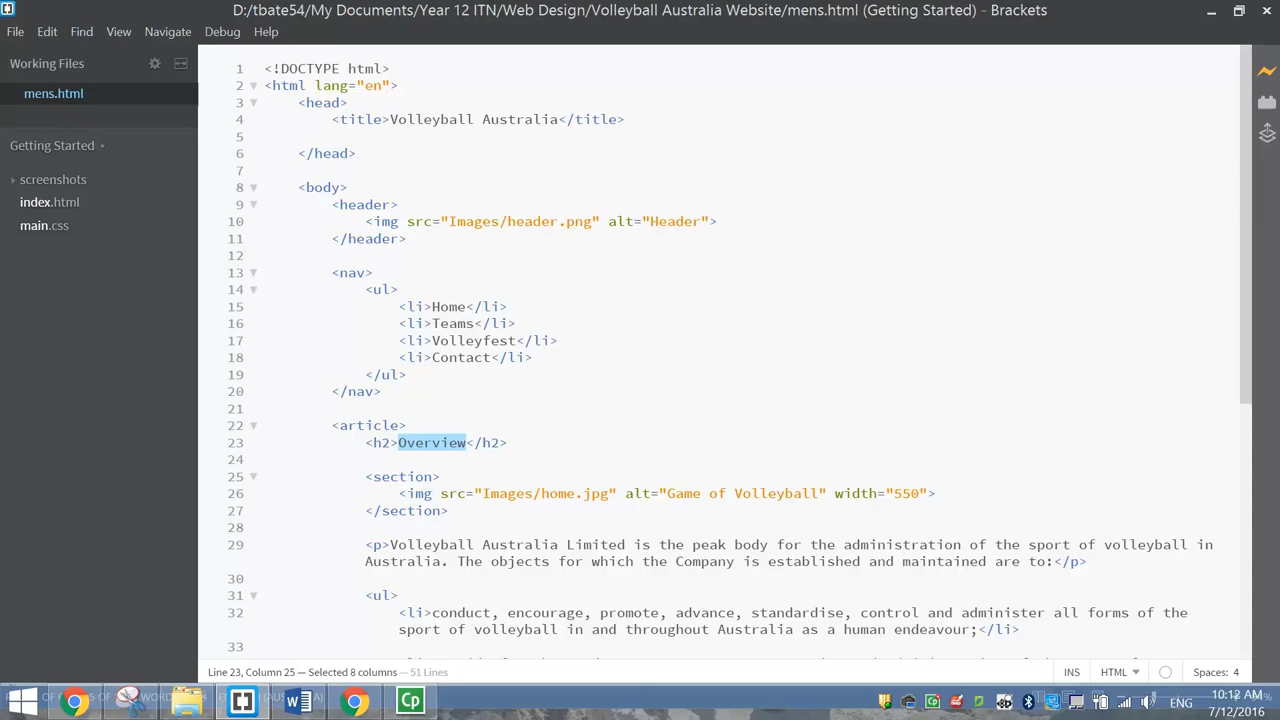 D:/tbate54/My Documents/Year 12 ITN/Web Design/Volleyball Australia Website/mens.html (Getting Started) - Brackets
File Edit Find View Navigate Debug Help
Working Files
mens.html
Getting Started
screenshots
index.html
main.css
1 <!DOCTYPE html>
2 <html lang="en">
3 <head>
4 <title>Volleyball Australia</title>
5
6 </head>
7
8 <body>
9 <header>
10 <img src="Images/header.png" alt="Header">
11 </header>
12
13 <nav>
14 <ul>
15 <li>Home</li>
16 <li>Teams</li>
17 <li>Volleyfest</li>
18 <li>Contact</li>
19 </ul>
20 </nav>
21
22 <article>
23 <h2>Overview</h2>
24
25 <section>
26 <img src="Images/home.jpg" alt="Game of Volleyball" width="550">
27 </section>
28
29 <p>Volleyball Australia Limited is the peak body for the administration of the sport of volleyball in
Australia. The objects for which the Company is established and maintained are to:</p>
30
31 <ul>
32 <li>conduct, encourage, promote, advance, standardise, control and administer all forms of the
sport of volleyball in and throughout Australia as a human endeavour;</li>
33
Line 23, Column 25 — Selected 8 columns — 51 Lines
INS HTML Spaces: 4
Cp
ENG
10:12 AM
7/12/2016